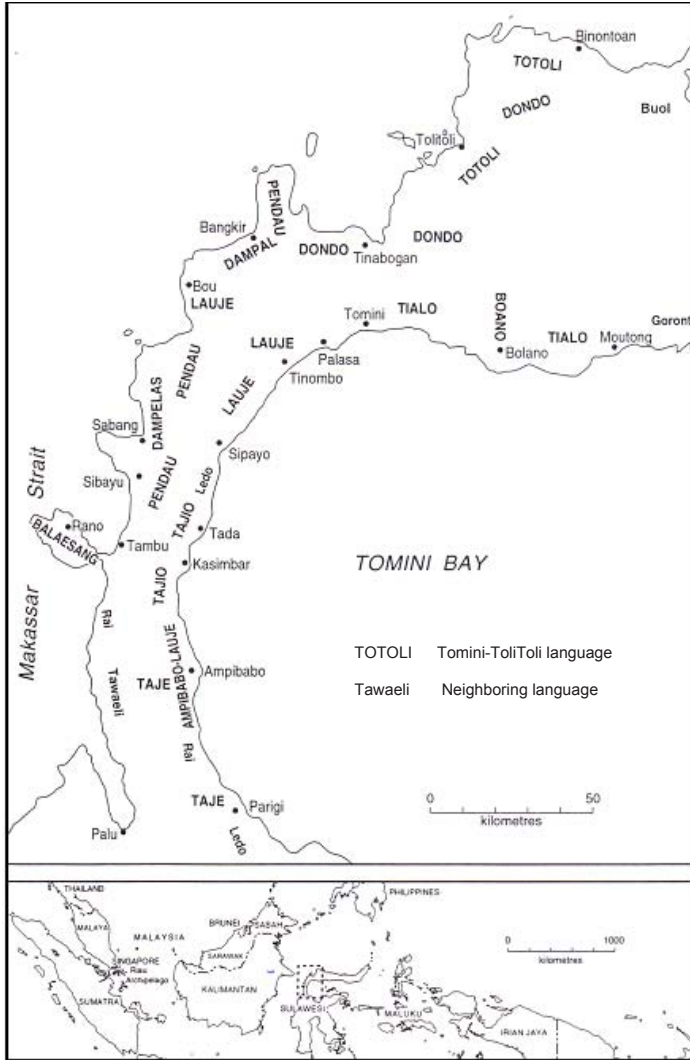 Binontoan
TOTOLI
DONDO
Buol
Tolitoli
TOTOLI
PENDAU
Bangkir
DAMPAL
DONDO
DONDO
Tinabogan
Bou
LAUJE
Tomini
TIALO
BOANO
TIALO
Moutong
Goront
Bolano
LAUJE
Palasa
Tinombo
PENDAU
LAUJE
DAMPELAS
Sabang
Sipayo
Sibayu
PENDAU
Ledo
Makassar Strait
Rano
BALAESANG
Tambu
TAJIO
Tada
Kasimbar
TAJIO
TOMINI BAY
Rai
Tawaeli
AMPIBABO-LAUJE
TAJE
Ampibabo
Rai
TOTOLI Tomini-ToliToli language
Tawaeli Neighboring language
TAJE
Parigi
Ledo
Palu
0 50
kilometres
THAILAND
PHILIPPINES
MALAYA
MALAYSIA
BRUNEI
SABAH
SARAWAK
SINGAPORE
Riau
Archipelago
SUMATRA
KALIMANTAN
SULAWESI
MALUKU
IRIAN JAYA
0 1000
kilometres